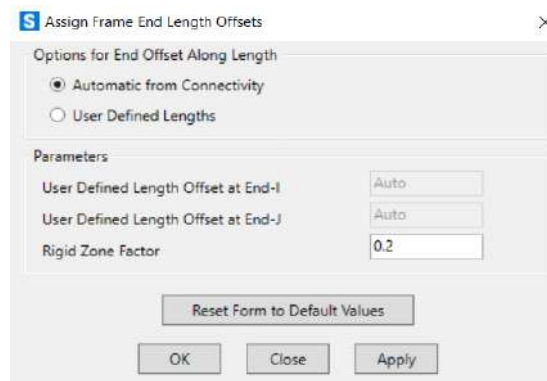 S Assign Frame End Length Offsets
Options for End Offset Along Length
Automatic from Connectivity
User Defined Lengths
Parameters
User Defined Length Offset at End-I Auto
User Defined Length Offset at End-J Auto
Rigid Zone Factor 0.2
Reset Form to Default Values
OK Close Apply